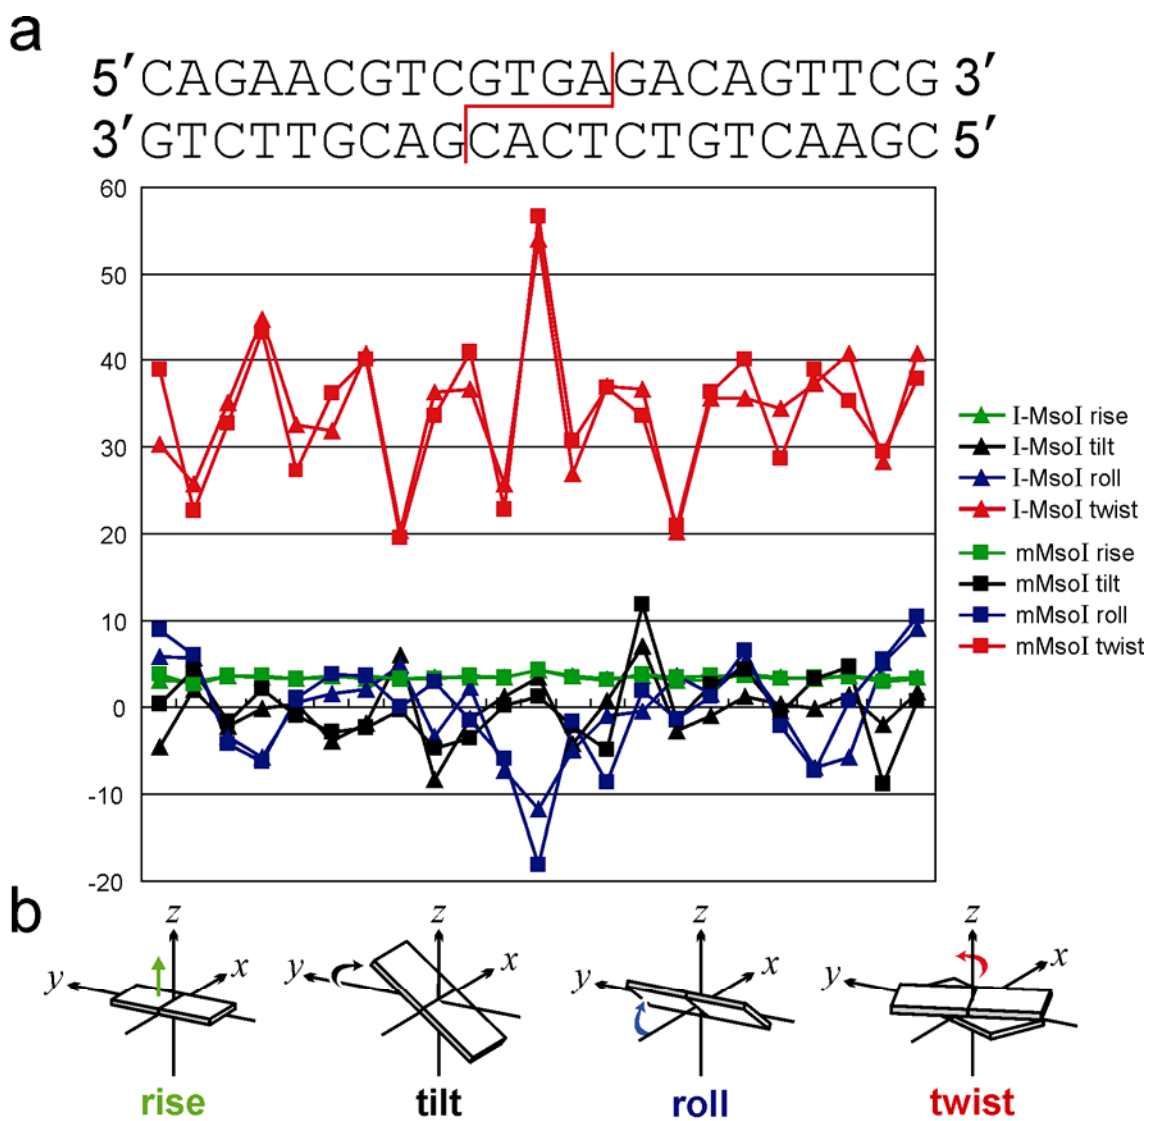 a
5′CAGAACGTCGTGAGACAGTTCG 3′
3′GTCTTGCAGCACTCTGTCAAGC 5′
60
50
40
30
20
10
0
-10
-20
I-MsoI rise
I-MsoI tilt
I-MsoI roll
I-MsoI twist
mMsoI rise
mMsoI tilt
mMsoI roll
mMsoI twist
b
z z z z
y x y x y x y x
rise tilt roll twist